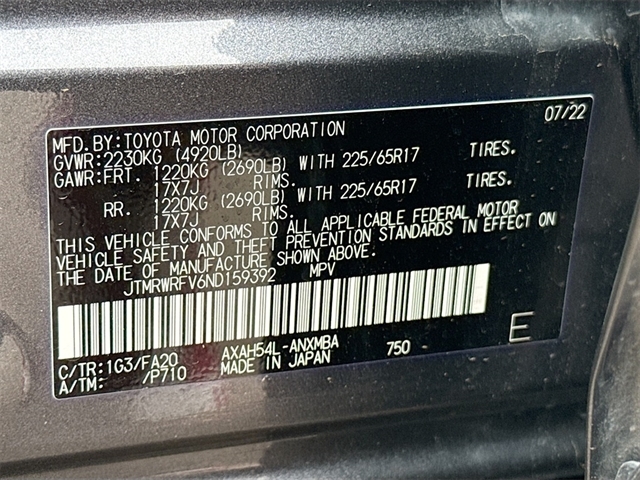 07/22
MFD.BY:TOYOTA MOTOR CORPORATION
GVWR:2230KG (4920LB)
GAWR:FRT. 1220KG (2690LB) WITH 225/65R17 TIRES.
17X7J RIMS.
RR. 1220KG (2690LB) WITH 225/65R17 TIRES.
17X7J RIMS.
THIS VEHICLE CONFORMS TO ALL APPLICABLE FEDERAL MOTOR
VEHICLE SAFETY AND THEFT PREVENTION STANDARDS IN EFFECT ON
THE DATE OF MANUFACTURE SHOWN ABOVE.
JTMRWRFV6ND159392 MPV
C/TR:1G3/FA20 AXAH54L-ANXMBA 750 E
A/TM: /P710 MADE IN JAPAN